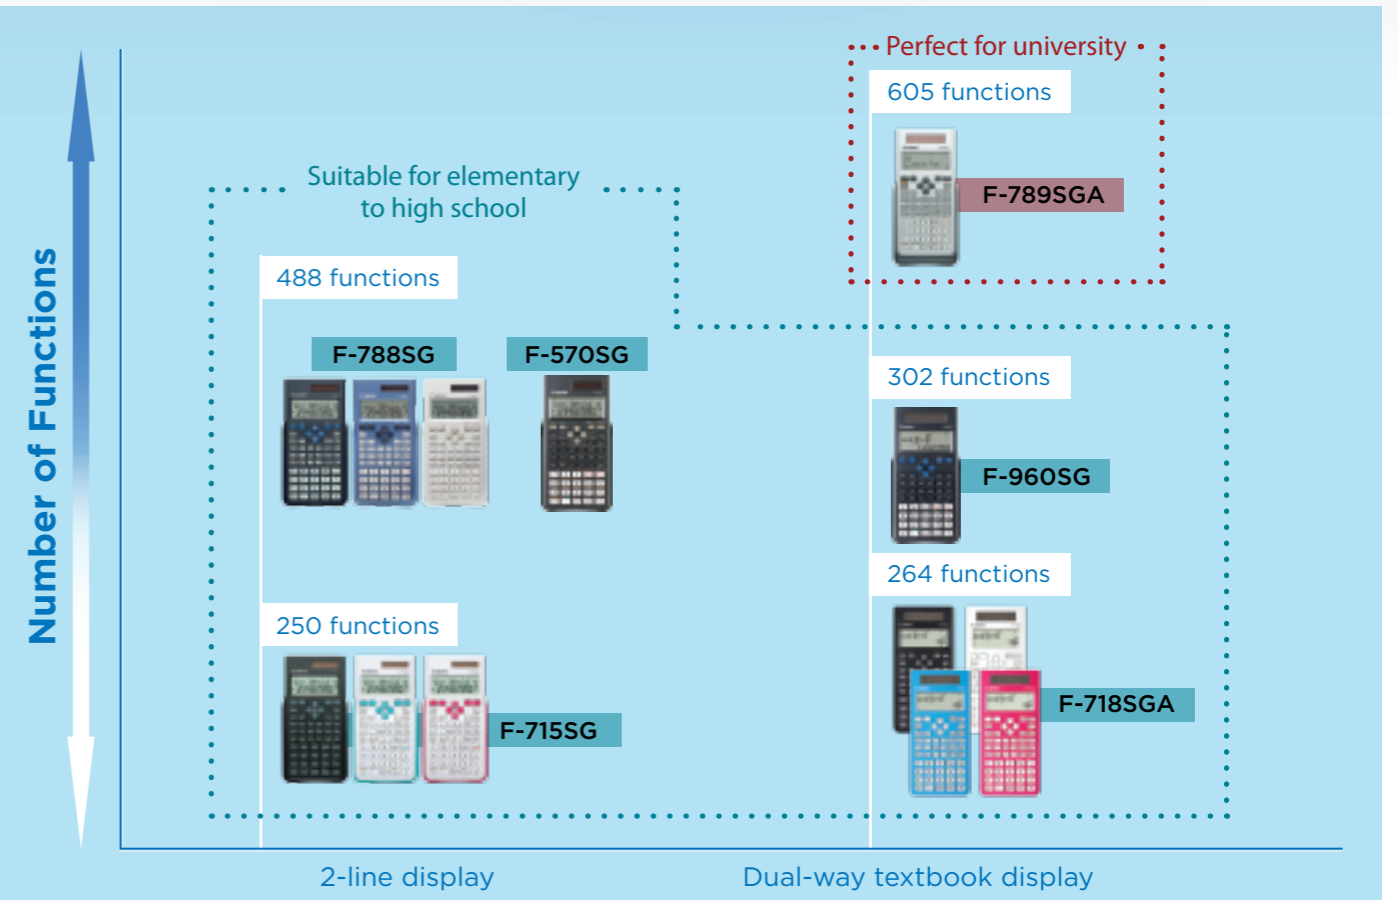 Perfect for university
605 functions
F-789SGA
Suitable for elementary
to high school
488 functions
F-788SG
F-570SG
302 functions
F-960SG
264 functions
F-718SGA
250 functions
F-715SG
Number of Functions
2-line display
Dual-way textbook display